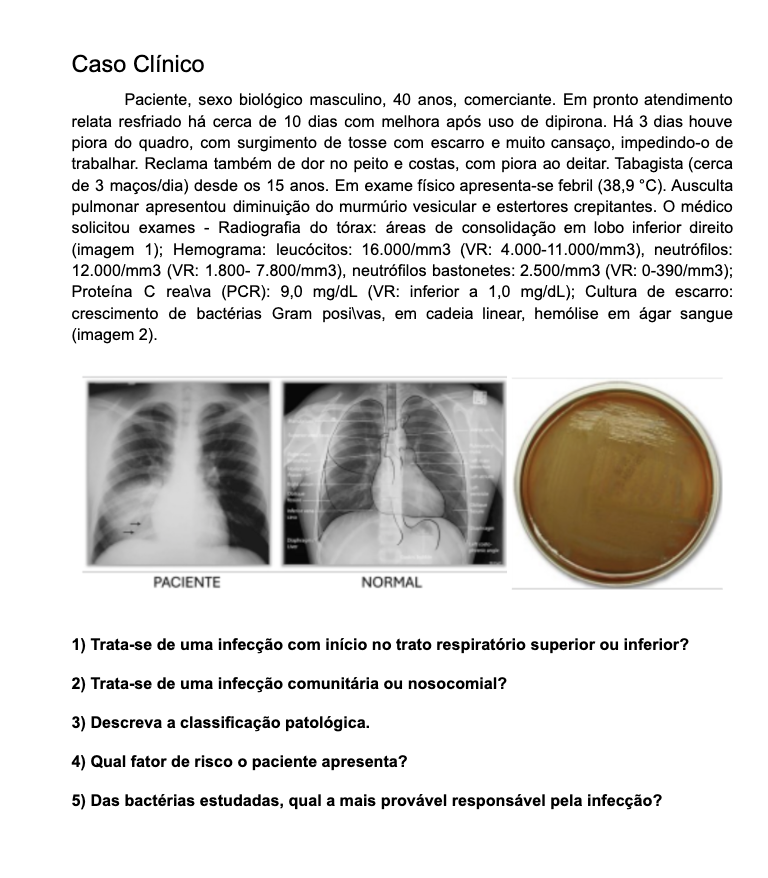 Caso Clínico
Paciente, sexo biológico masculino, 40 anos, comerciante. Em pronto atendimento
relata resfriado há cerca de 10 dias com melhora após uso de dipirona. Há 3 dias houve
piora do quadro, com surgimento de tosse com escarro e muito cansaço, impedindo-o de
trabalhar. Reclama também de dor no peito e costas, com piora ao deitar. Tabagista (cerca
de 3 maços/dia) desde os 15 anos. Em exame físico apresenta-se febril (38,9 °C). Ausculta
pulmonar apresentou diminuição do murmúrio vesicular e estertores crepitantes. O médico
solicitou exames - Radiografia do tórax: áreas de consolidação em lobo inferior direito
(imagem 1); Hemograma: leucócitos: 16.000/mm3 (VR: 4.000-11.000/mm3), neutrófilos:
12.000/mm3 (VR: 1.800- 7.800/mm3), neutrófilos bastonetes: 2.500/mm3 (VR: 0-390/mm3);
Proteína C rea\va (PCR): 9,0 mg/dL (VR: inferior a 1,0 mg/dL); Cultura de escarro:
crescimento de bactérias Gram posi\vas, em cadeia linear, hemólise em ágar sangue
(imagem 2).
PACIENTE
NORMAL
1) Trata-se de uma infecção com início no trato respiratório superior ou inferior?
2) Trata-se de uma infecção comunitária ou nosocomial?
3) Descreva a classificação patológica.
4) Qual fator de risco o paciente apresenta?
5) Das bactérias estudadas, qual a mais provável responsável pela infecção?